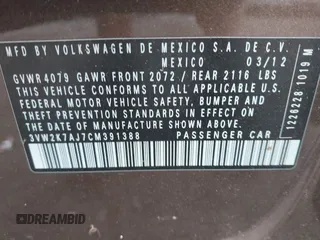 MFD BY VOLKSWAGEN DE MEXICO S.A. DE C.V.
MEXICO 03/12
GVWR 4079 GAWR FRONT 2072 / REAR 2116 LBS
THIS VEHICLE CONFORMS TO ALL APPLICABLE U.S.
FEDERAL MOTOR VEHICLE SAFETY, BUMPER AND
THEFT PREVENTION STANDARDS IN EFFECT ON
THE DATE OF MANUFACTURE SHOWN ABOVE.
3VW2K7AJ7CM391388 PASSENGER CAR
1226228 1019 M
DREAMBID